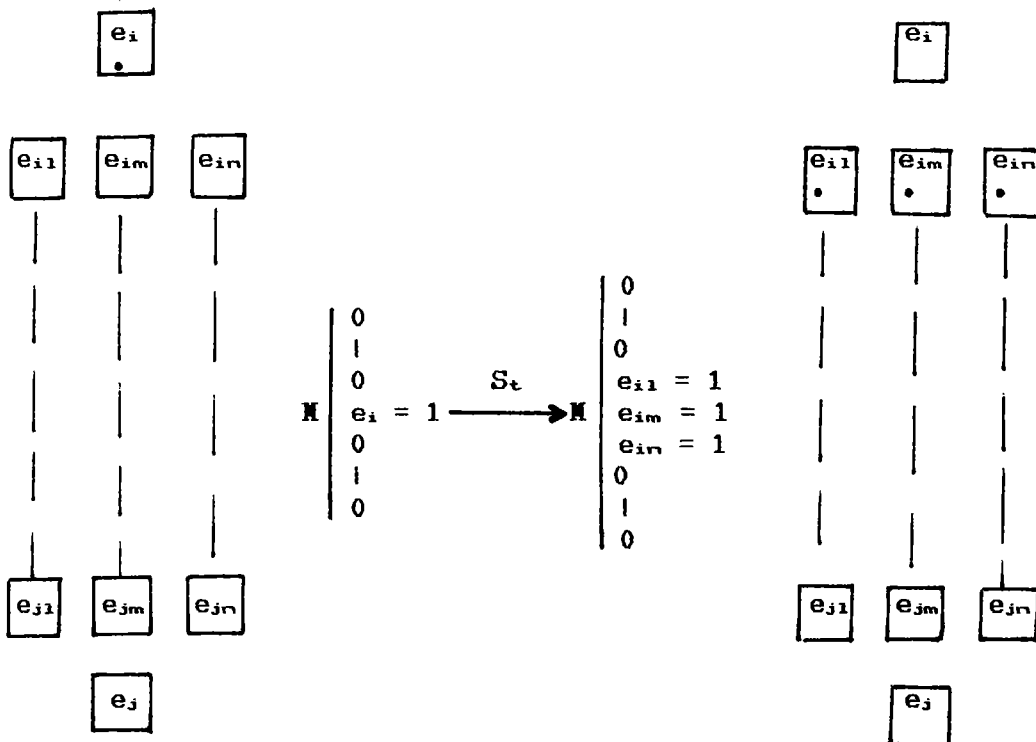 ei
ei1 eim ein
0
I
0
M ei = 1
0
I
0
St
ej1 ejm ejn
ej
ei
ei1 eim ein
0
I
0
ei1 = 1
M eim = 1
ein = 1
0
I
0
ej1 ejm ejn
ej